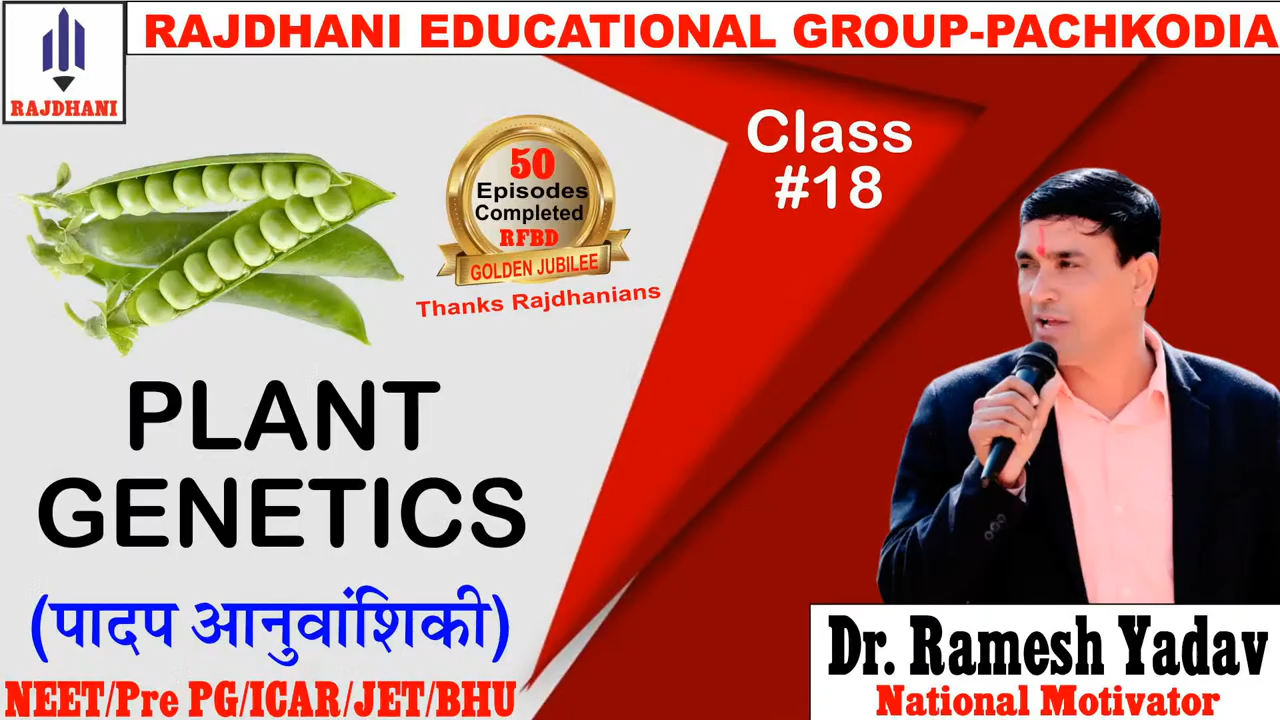 RAJDHANI EDUCATIONAL GROUP-PACHKODIA
RAJDHANI
Class
#18
50
Episodes
Completed
RFBD
GOLDEN JUBILEE
Thanks Rajdhanians
PLANT
GENETICS
(पादप आनुवांशिकी)
NEET/Pre PG/ICAR/JET/BHU
Dr. Ramesh Yadav
National Motivator